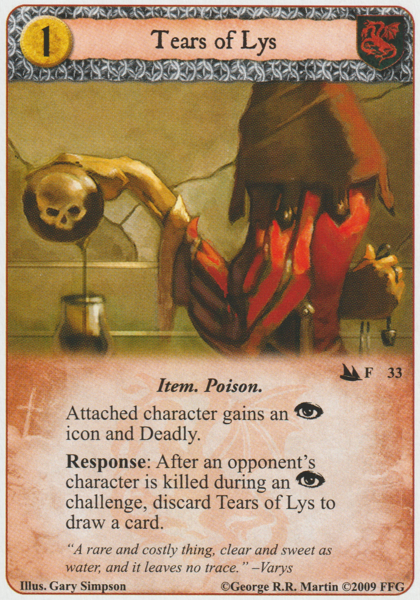 1
Tears of Lys
F 33
Item. Poison.
Attached character gains an
icon and Deadly.
Response: After an opponent’s
character is killed during an
challenge, discard Tears of Lys to
draw a card.
“A rare and costly thing, clear and sweet as
water, and it leaves no trace.” –Varys
Illus. Gary Simpson ©George R.R. Martin ©2009 FFG